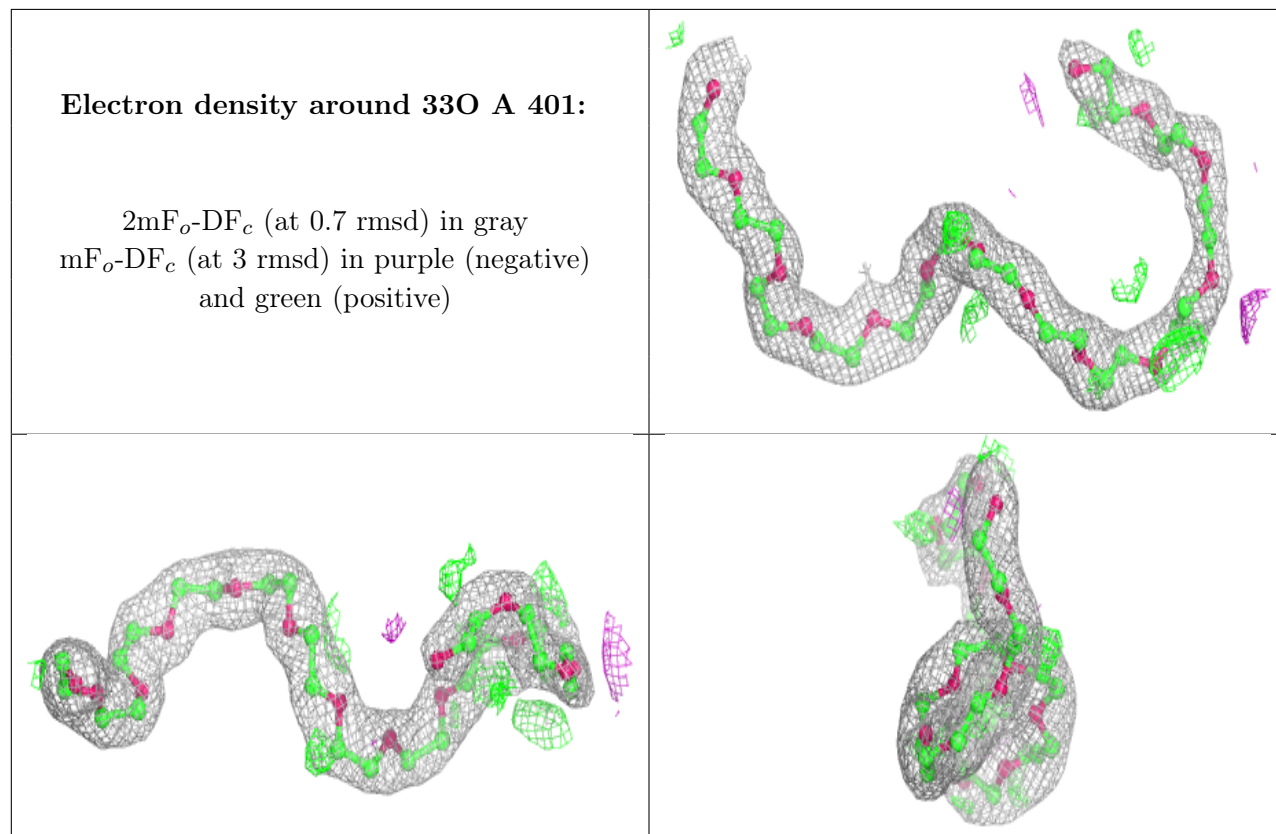 Electron density around 33O A 401:
2mFo-DFc (at 0.7 rmsd) in gray
mFo-DFc (at 3 rmsd) in purple (negative)
and green (positive)